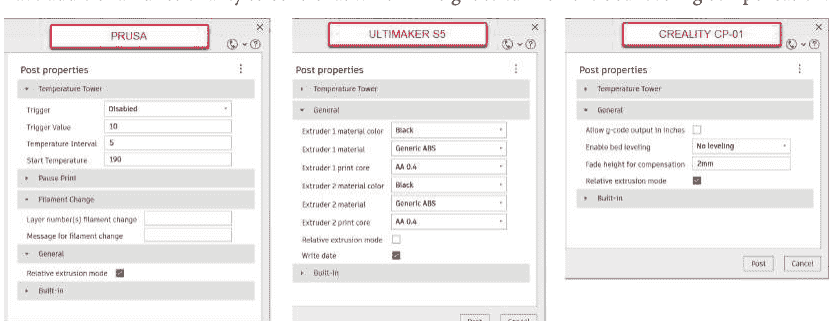 PRUSA
Post properties
Temperature Tower
Trigger Disabled
Trigger Value 10
Temperature Interval 5
Start Temperature 190
Pause Print
Filament Change
Layer number(s) filament change
Message for filament change
General
Relative extrusion mode
Built-in
ULTIMAKER S5
Post properties
Temperature Tower
General
Extruder 1 material color Black
Extruder 1 material Generic ABS
Extruder 1 print core AA 0.4
Extruder 2 material color Black
Extruder 2 material Generic ABS
Extruder 2 print core AA 0.4
Relative extrusion mode
Write date
Built-in
Post Cancel
CREALITY CP-01
Post properties
Temperature Tower
General
Allow g-code output in inches
Enable bed leveling No leveling
Fade height for compensation 2mm
Relative extrusion mode
Built-in
Post Cancel